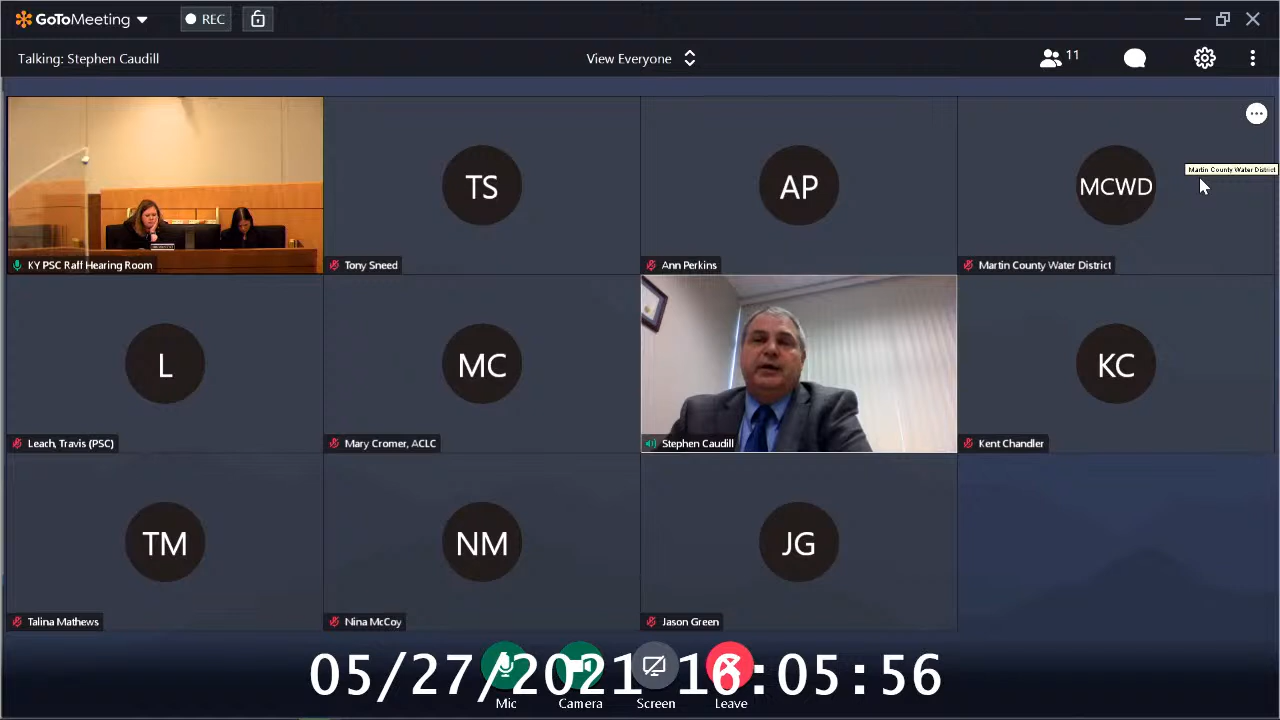 GoToMeeting
REC
Talking: Stephen Caudill
View Everyone
11
TS
AP
MCWD
Martin County Water District
KY PSC Raff Hearing Room
Tony Sneed
Ann Perkins
Martin County Water District
L
MC
KC
Leach, Travis (PSC)
Mary Cromer, ACLC
Stephen Caudill
Kent Chandler
TM
NM
JG
Talina Mathews
Nina McCoy
Jason Green
05/27/2021 16:05:56
Mic
Camera
Screen
Leave